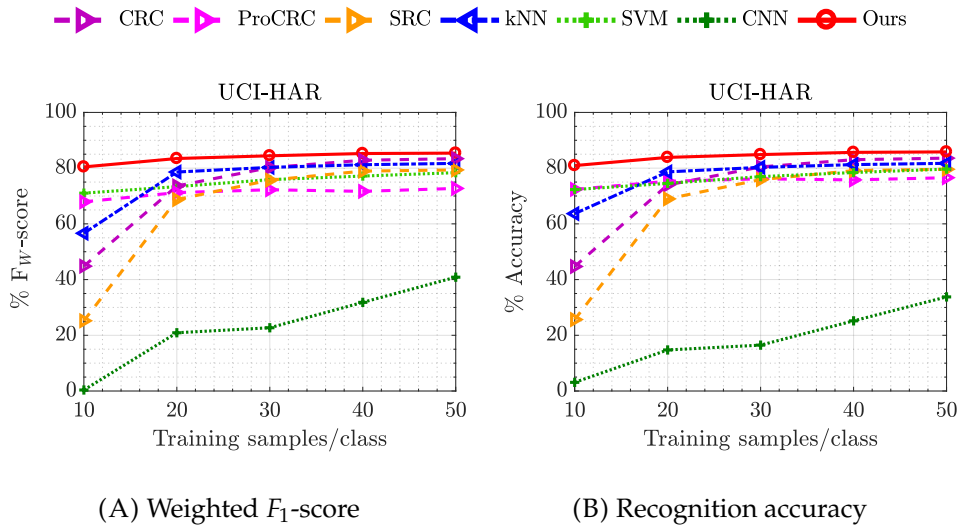 CRC ProCRC SRC kNN SVM CNN Ours
UCI-HAR
100
80
60
40
20
0
% F_W-score
10 20 30 40 50
Training samples/class
(A) Weighted F_1-score
UCI-HAR
100
80
60
40
20
0
% Accuracy
10 20 30 40 50
Training samples/class
(B) Recognition accuracy